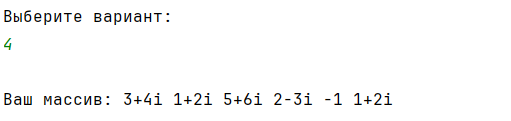 Выберите вариант:
4
Ваш массив: 3+4i 1+2i 5+6i 2-3i -1 1+2i